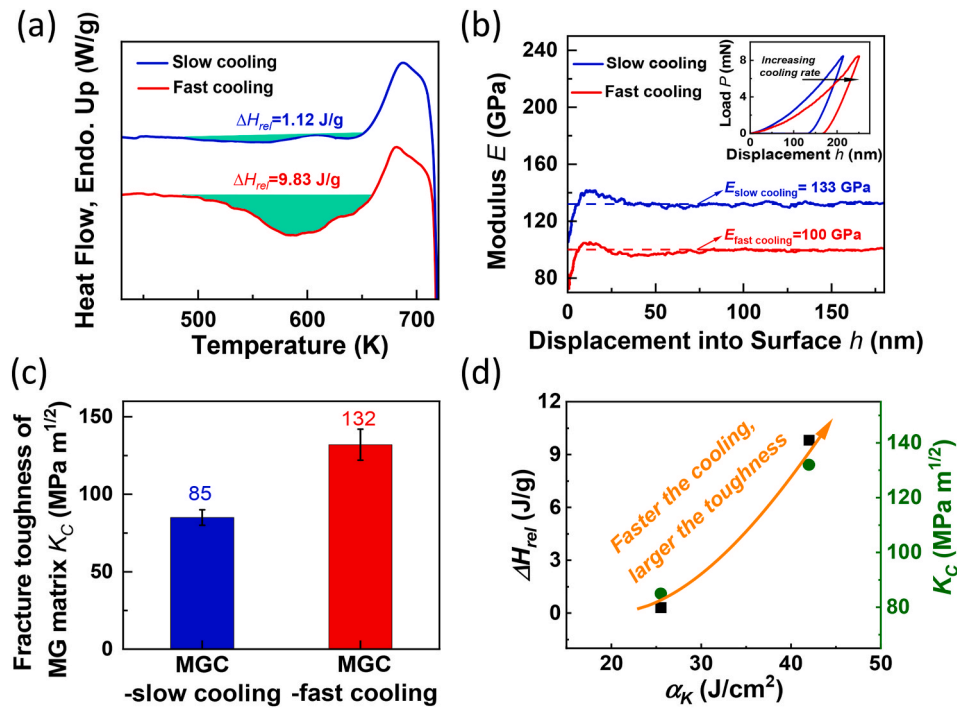 (a)
Heat Flow, Endo. Up (W/g)
Slow cooling
Fast cooling
ΔH_rel=1.12 J/g
ΔH_rel=9.83 J/g
500 600 700
Temperature (K)
(b)
Modulus E (GPa)
240
210
180
150
120
90
Slow cooling
Fast cooling
Load P (mN)
8
4
0
Increasing
cooling rate
0 100 200
Displacement h (nm)
E_slow cooling= 133 GPa
E_fast cooling=100 GPa
0 50 100 150
Displacement into Surface h (nm)
(c)
Fracture toughness of
MG matrix K_C (MPa m^1/2)
150
100
50
0
85
132
MGC
-slow cooling
MGC
-fast cooling
(d)
ΔH_rel (J/g)
12
9
6
3
0
Faster the cooling,
larger the toughness
140
120
100
80
K_C (MPa m^1/2)
20 30 40 50
α_K (J/cm²)